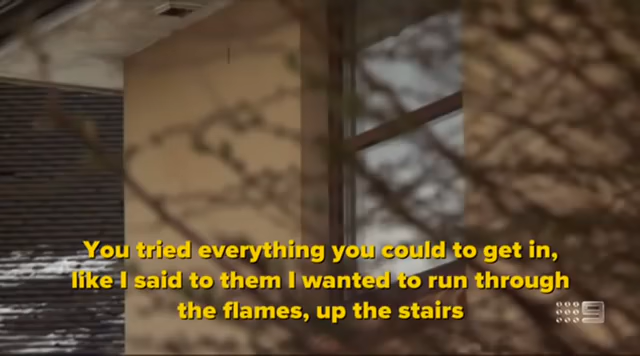 You tried everything you could to get in,
like I said to them I wanted to run through
the flames, up the stairs
9